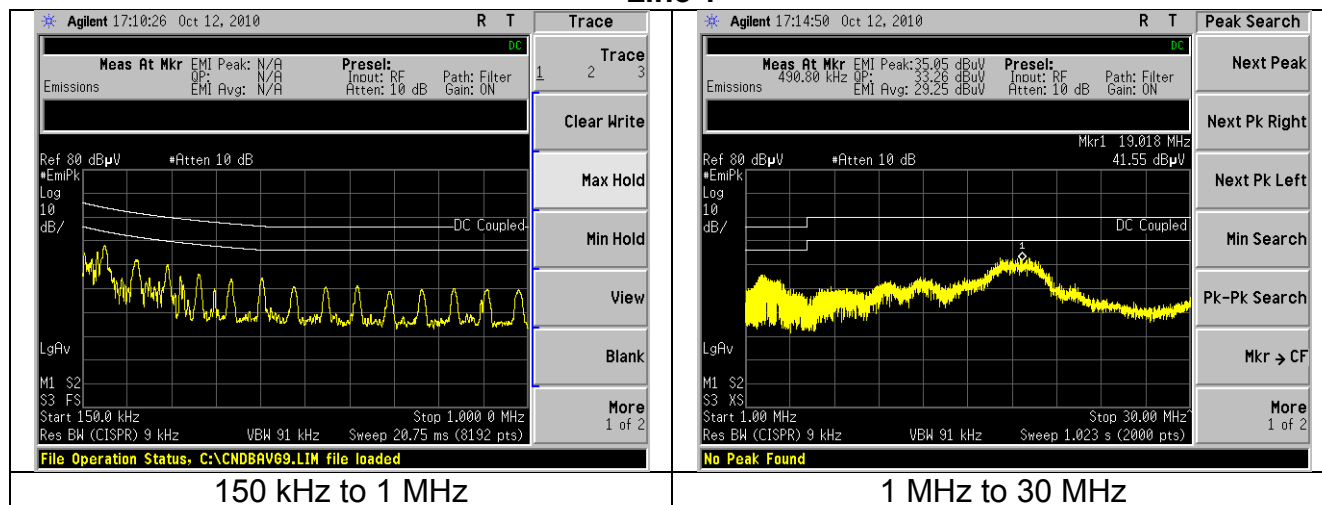 Agilent 17:10:26 Oct 12, 2010 R T
Trace
DC
Meas At Mkr EMI Peak: N/A
QP: N/A
EMI Avg: N/A
Emissions
Presel:
Input: RF
Atten: 10 dB
Path: Filter
Gain: ON
Ref 80 dBµV #Atten 10 dB
#EmiPk
Log
10
dB/
DC Coupled
LgAv
M1 S2
S3 FS
Start 150.0 kHz Stop 1.000 0 MHz
Res BW (CISPR) 9 kHz VBW 91 kHz Sweep 20.75 ms (8192 pts)
File Operation Status, C:\CNDBAVG9.LIM file loaded
Trace
1 2 3
Clear Write
Max Hold
Min Hold
View
Blank
More
1 of 2
150 kHz to 1 MHz
Agilent 17:14:50 Oct 12, 2010 R T
Peak Search
DC
Meas At Mkr EMI Peak:35.05 dBuV
490.80 kHz QP: 33.26 dBuV
EMI Avg: 29.25 dBuV
Emissions
Presel:
Input: RF
Atten: 10 dB
Path: Filter
Gain: ON
Mkr1 19.018 MHz
Ref 80 dBµV #Atten 10 dB 41.55 dBµV
#EmiPk
Log
10
dB/
DC Coupled
1
LgAv
M1 S2
S3 XS
Start 1.00 MHz Stop 30.00 MHz^
Res BW (CISPR) 9 kHz VBW 91 kHz Sweep 1.023 s (2000 pts)
No Peak Found
Next Peak
Next Pk Right
Next Pk Left
Min Search
Pk-Pk Search
Mkr → CF
More
1 of 2
1 MHz to 30 MHz